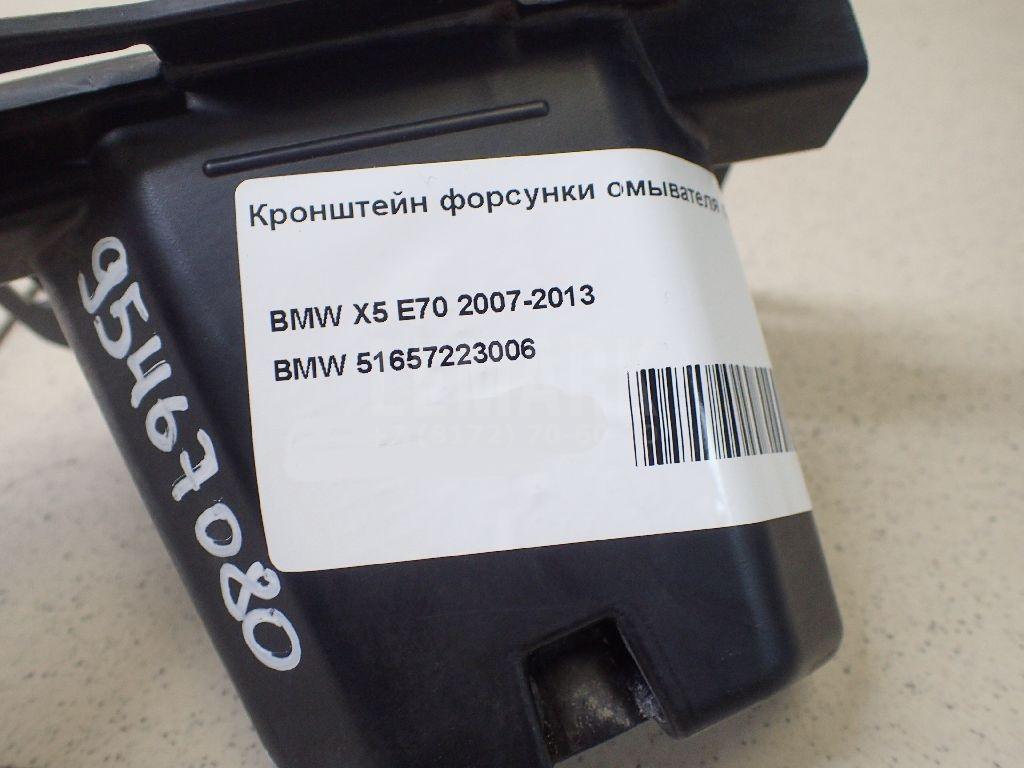 Кронштейн форсунки омывателя
BMW X5 E70 2007-2013
BMW 51657223006
95467080